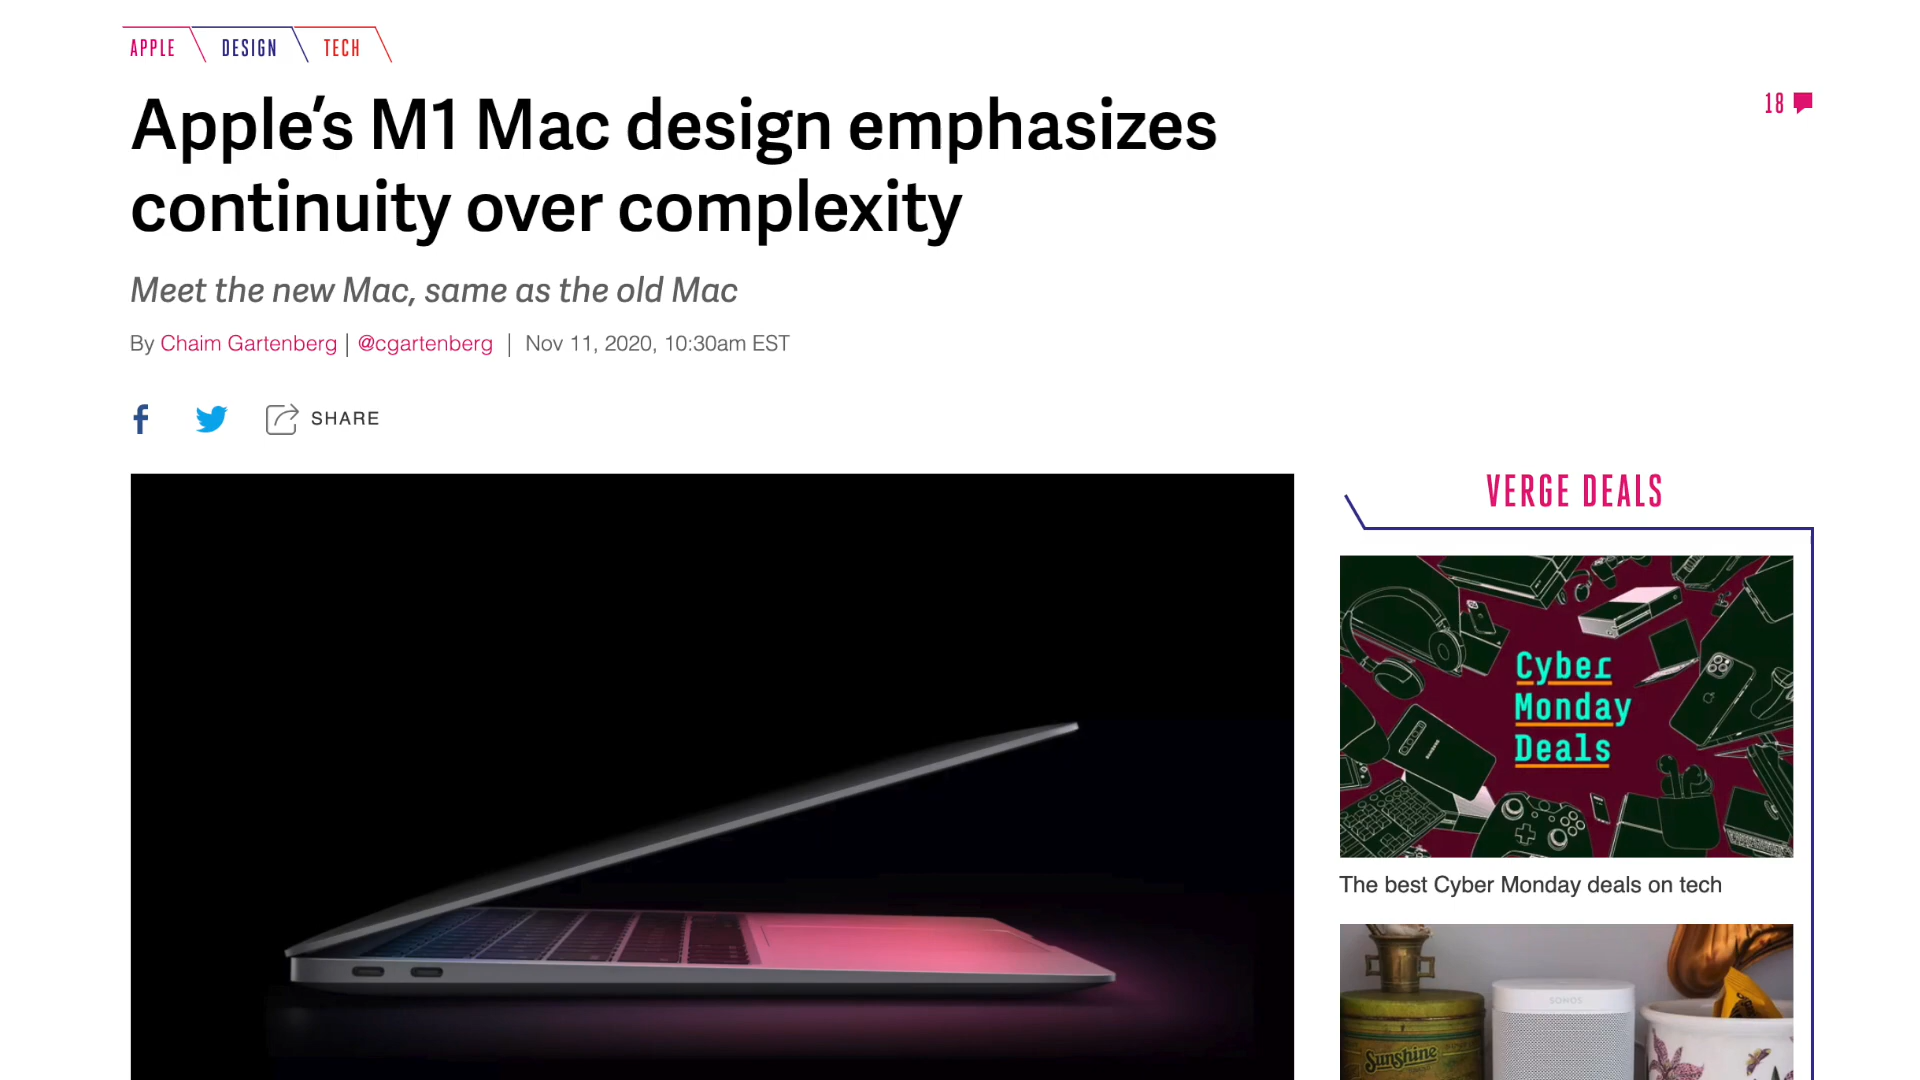 APPLE DESIGN TECH
Apple’s M1 Mac design emphasizes
continuity over complexity
18
Meet the new Mac, same as the old Mac
By Chaim Gartenberg | @cgartenberg | Nov 11, 2020, 10:30am EST
SHARE
VERGE DEALS
Cyber
Monday
Deals
The best Cyber Monday deals on tech
SONOS
Sunshine